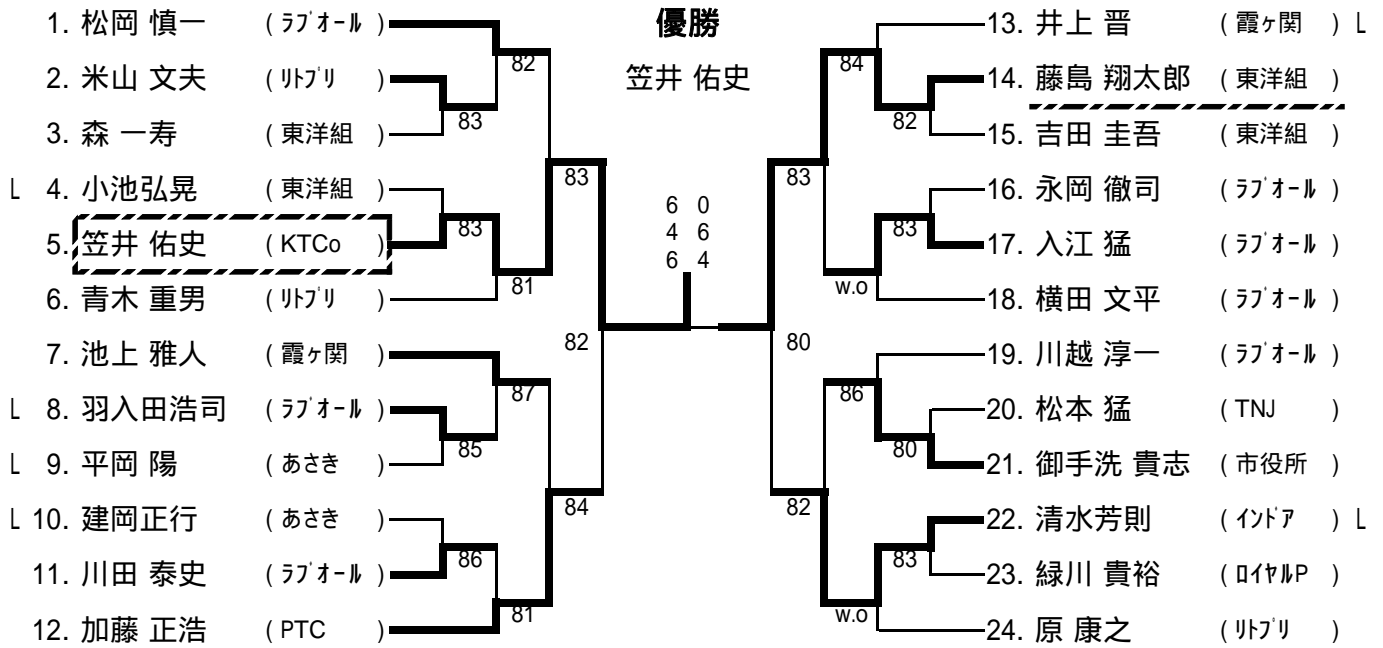 優勝
笠井 佑史
1. 松岡 慎一 (ﾗﾌﾞｵｰﾙ)
2. 米山 文夫 (ﾘﾄﾌﾟﾘ)
3. 森 一寿 (東洋組)
L 4. 小池弘晃 (東洋組)
5. 笠井 佑史 (KTCo)
6. 青木 重男 (ﾘﾄﾌﾟﾘ)
7. 池上 雅人 (霞ヶ関)
L 8. 羽入田浩司 (ﾗﾌﾞｵｰﾙ)
L 9. 平岡 陽 (あさき)
L 10. 建岡正行 (あさき)
11. 川田 泰史 (ﾗﾌﾞｵｰﾙ)
12. 加藤 正浩 (PTC)
82
83
83
83
81
82
87
85
84
86
81
6 0
4 6
6 4
84
82
83
83
w.o
80
86
80
82
83
w.o
13. 井上 晋 (霞ヶ関) L
14. 藤島 翔太郎 (東洋組)
15. 吉田 圭吾 (東洋組)
16. 永岡 徹司 (ﾗﾌﾞｵｰﾙ)
17. 入江 猛 (ﾗﾌﾞｵｰﾙ)
18. 横田 文平 (ﾗﾌﾞｵｰﾙ)
19. 川越 淳一 (ﾗﾌﾞｵｰﾙ)
20. 松本 猛 (TNJ)
21. 御手洗 貴志 (市役所)
22. 清水芳則 (ｲﾝﾄﾞｱ) L
23. 緑川 貴裕 (ﾛｲﾔﾙP)
24. 原 康之 (ﾘﾄﾌﾟﾘ)